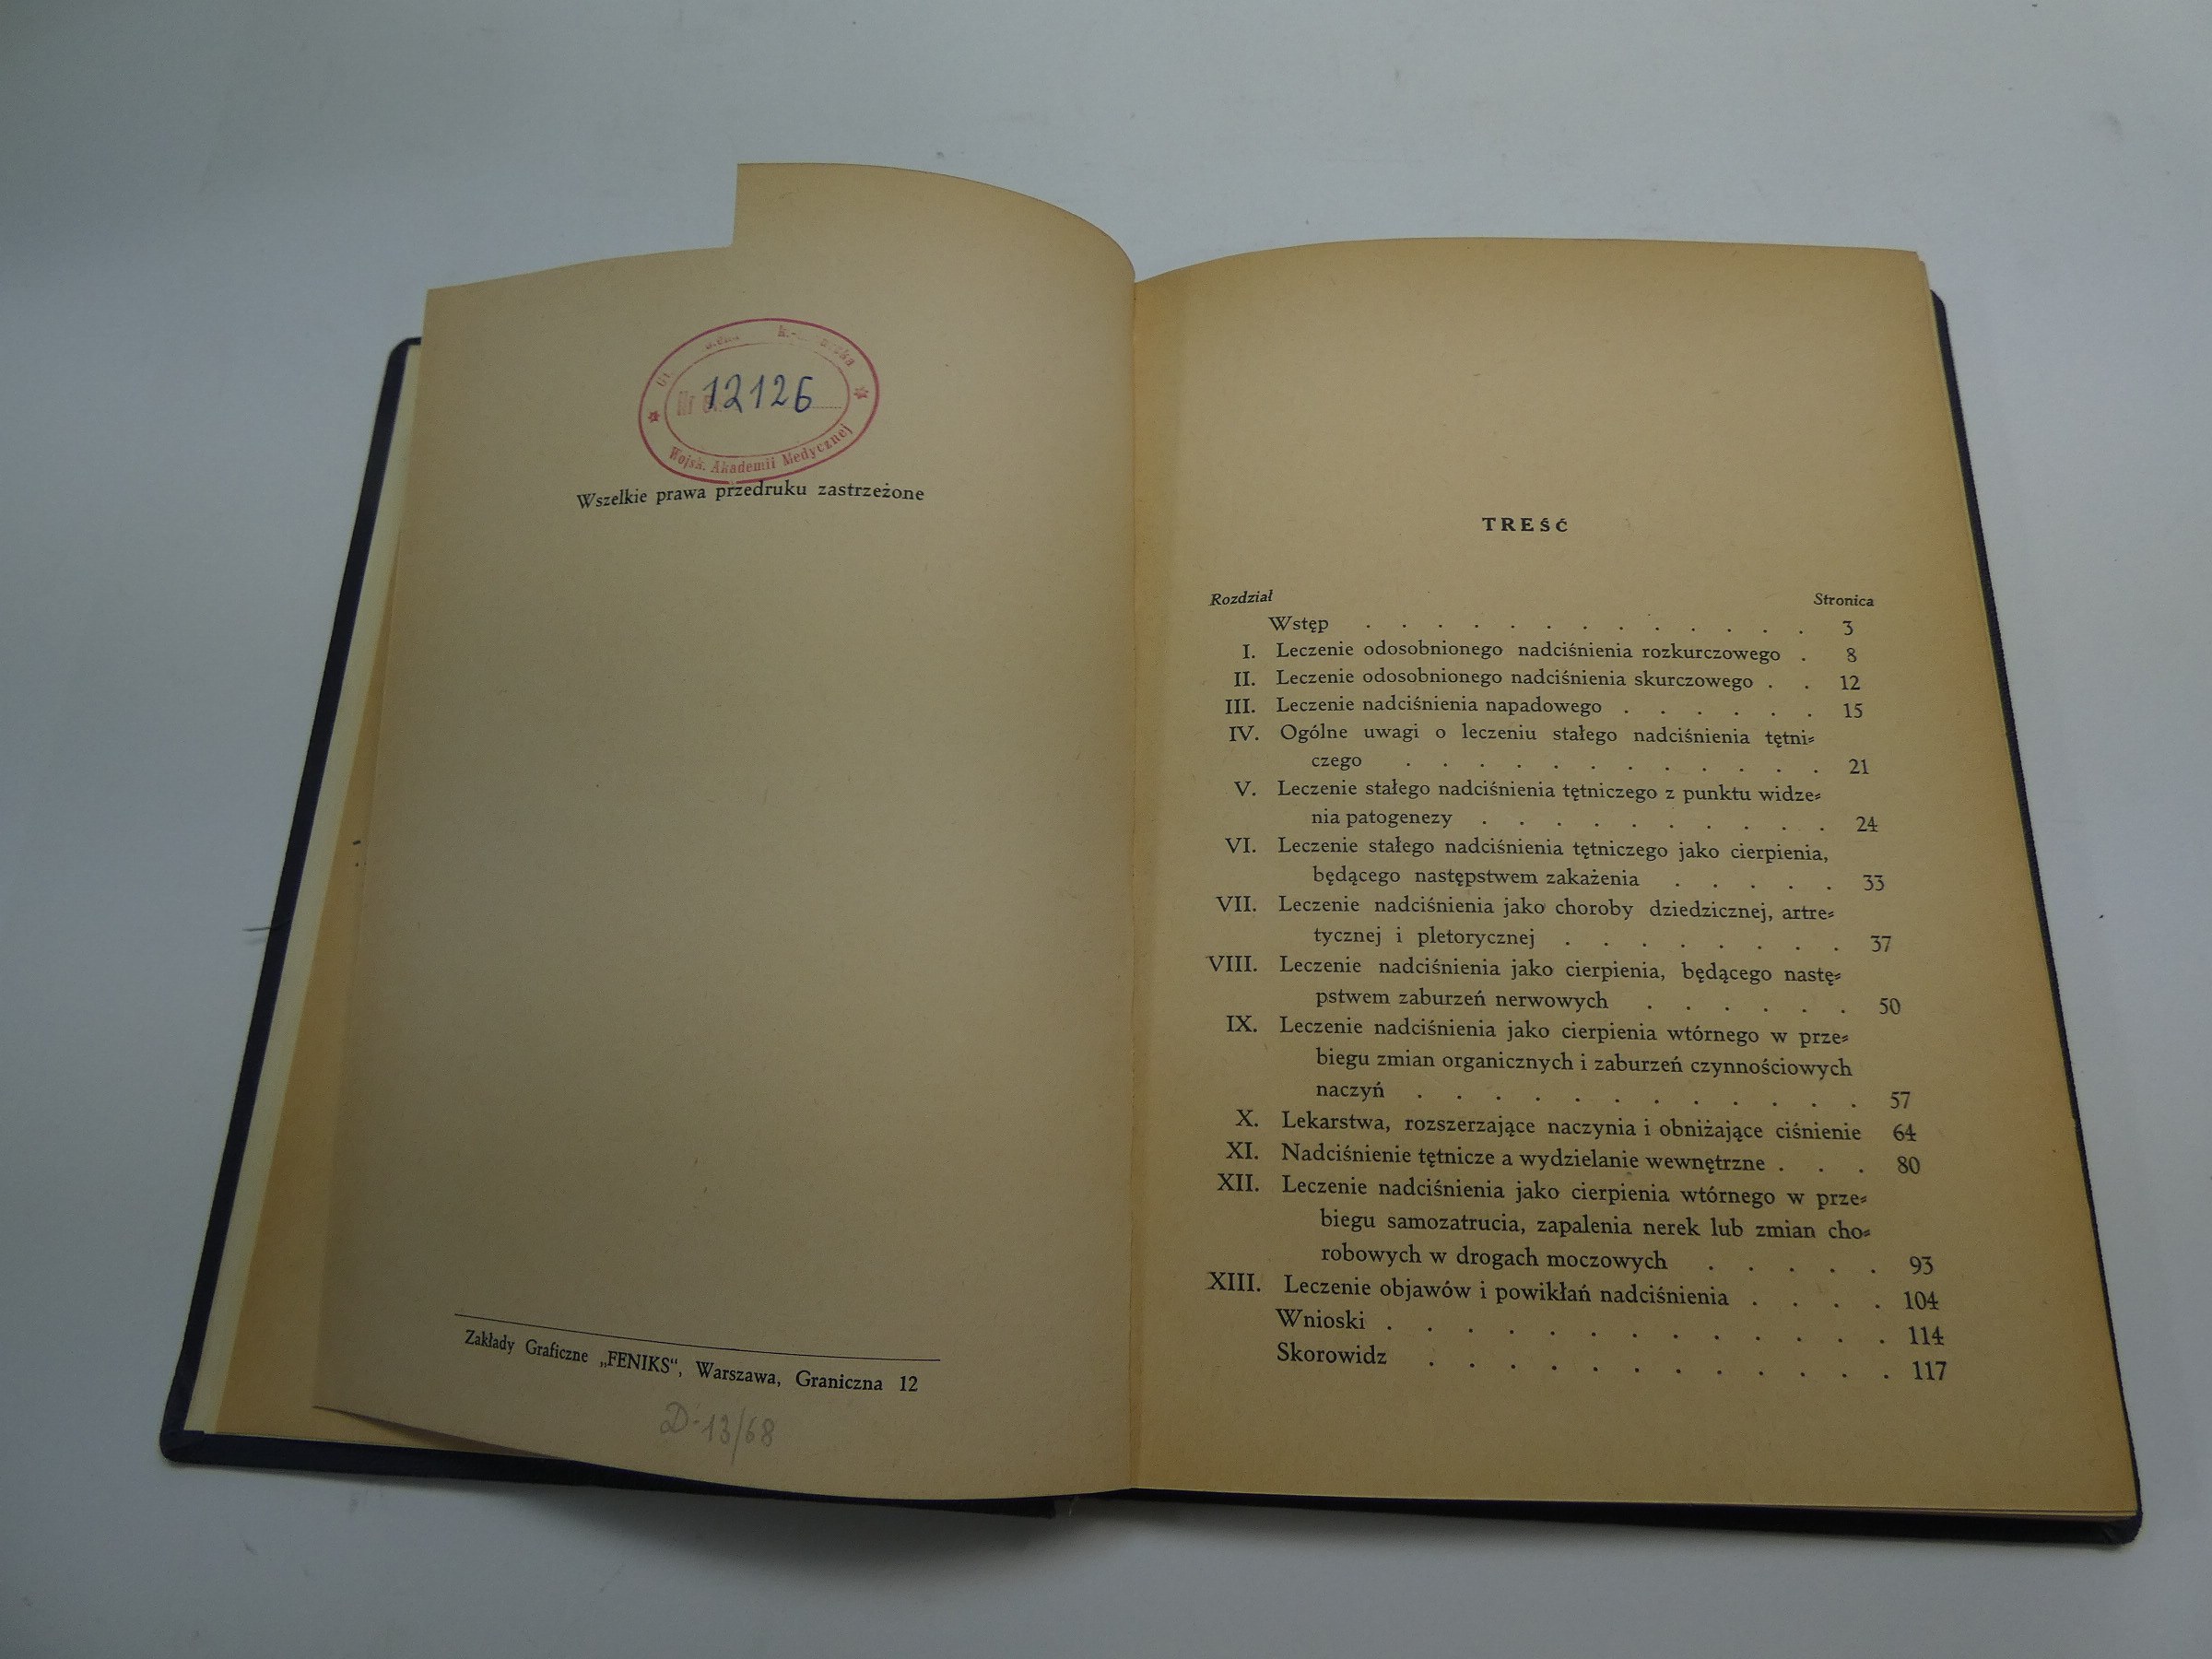 12126
Wojsk. Akademii Medycznej
Wszelkie prawa przedruku zastrzeżone
Zakłady Graficzne „FENIKS“, Warszawa, Graniczna 12
D-13/68
TREŚĆ
Rozdział Stronica
Wstęp . . . . . . . . . . . . . 3
I. Leczenie odosobnionego nadciśnienia rozkurczowego . 8
II. Leczenie odosobnionego nadciśnienia skurczowego . . 12
III. Leczenie nadciśnienia napadowego . . . . . . 15
IV. Ogólne uwagi o leczeniu stałego nadciśnienia tętni-
czego . . . . . . . . . . . . 21
V. Leczenie stałego nadciśnienia tętniczego z punktu widze-
nia patogenezy . . . . . . . . . . 24
VI. Leczenie stałego nadciśnienia tętniczego jako cierpienia,
będącego następstwem zakażenia . . . . . 33
VII. Leczenie nadciśnienia jako choroby dziedzicznej, artre-
tycznej i pletorycznej . . . . . . . . 37
VIII. Leczenie nadciśnienia jako cierpienia, będącego nastę-
pstwem zaburzeń nerwowych . . . . . . 50
IX. Leczenie nadciśnienia jako cierpienia wtórnego w prze-
biegu zmian organicznych i zaburzeń czynnościowych
naczyń . . . . . . . . . . . . 57
X. Lekarstwa, rozszerzające naczynia i obniżające ciśnienie 64
XI. Nadciśnienie tętnicze a wydzielanie wewnętrzne . . . 80
XII. Leczenie nadciśnienia jako cierpienia wtórnego w prze-
biegu samozatrucia, zapalenia nerek lub zmian cho-
robowych w drogach moczowych . . . . . 93
XIII. Leczenie objawów i powikłań nadciśnienia . . . . 104
Wnioski . . . . . . . . . . . . . 114
Skorowidz . . . . . . . . . . . . 117